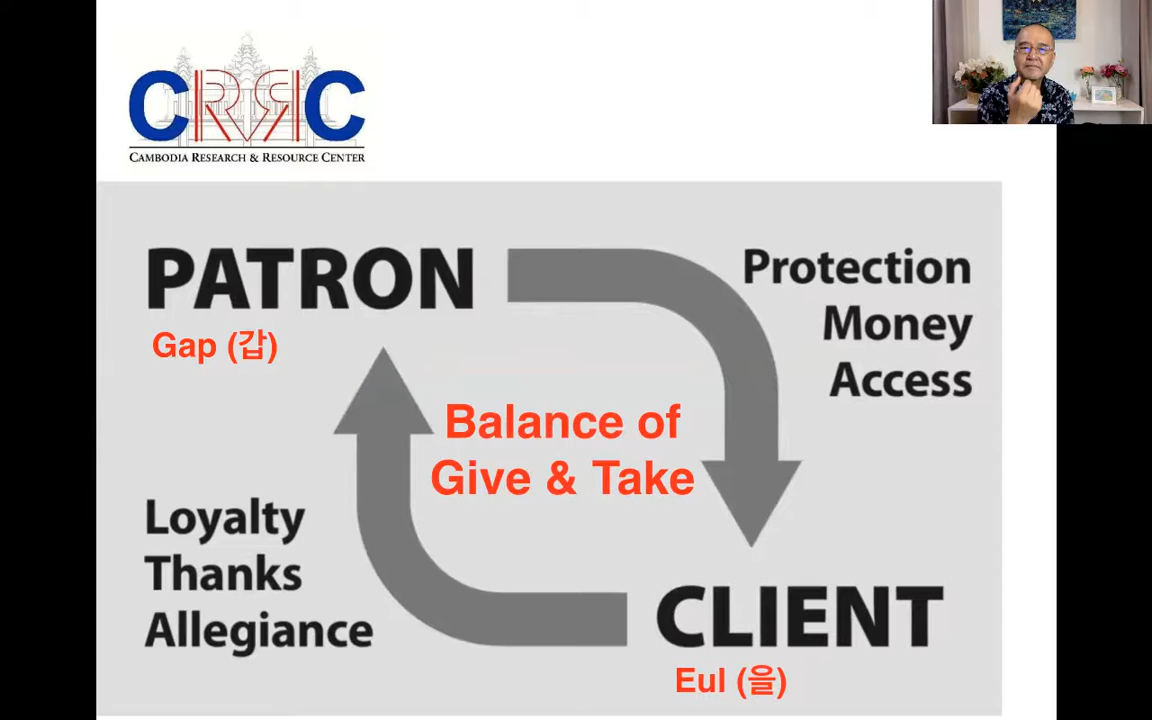 CRRC
CAMBODIA RESEARCH & RESOURCE CENTER
PATRON
Gap (갑)
Protection
Money
Access
Balance of
Give & Take
Loyalty
Thanks
Allegiance
CLIENT
Eul (을)